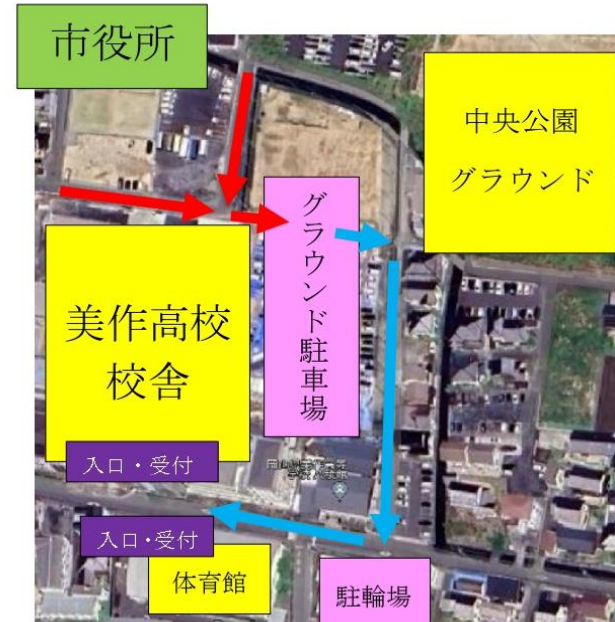 市役所
中央公園
グラウンド
グラウンド駐車場
美作高校
校舎
入口・受付
入口・受付
体育館
駐輪場